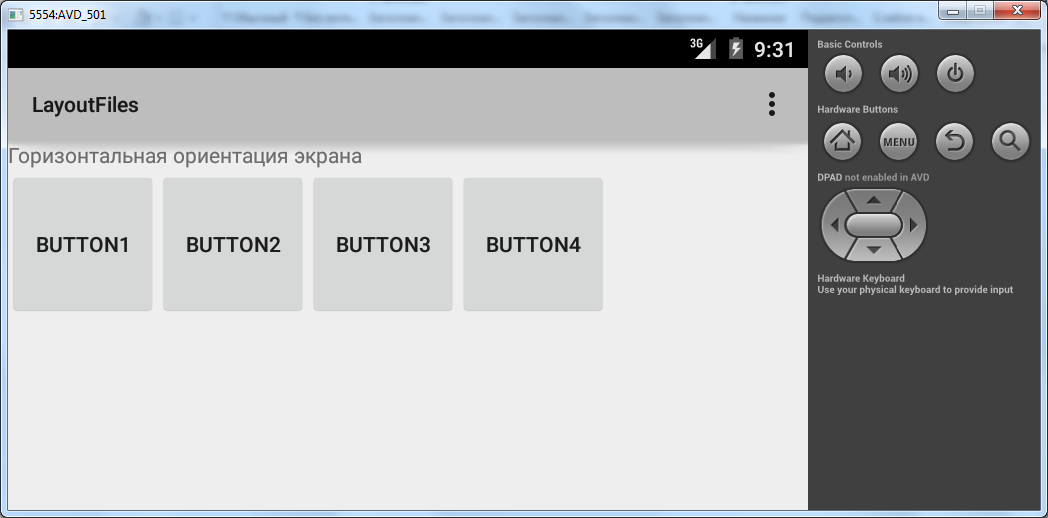 5554:AVD_501
3G 9:31
LayoutFiles
Горизонтальная ориентация экрана
BUTTON1 BUTTON2 BUTTON3 BUTTON4
Basic Controls
Hardware Buttons
MENU
DPAD not enabled in AVD
Hardware Keyboard
Use your physical keyboard to provide input